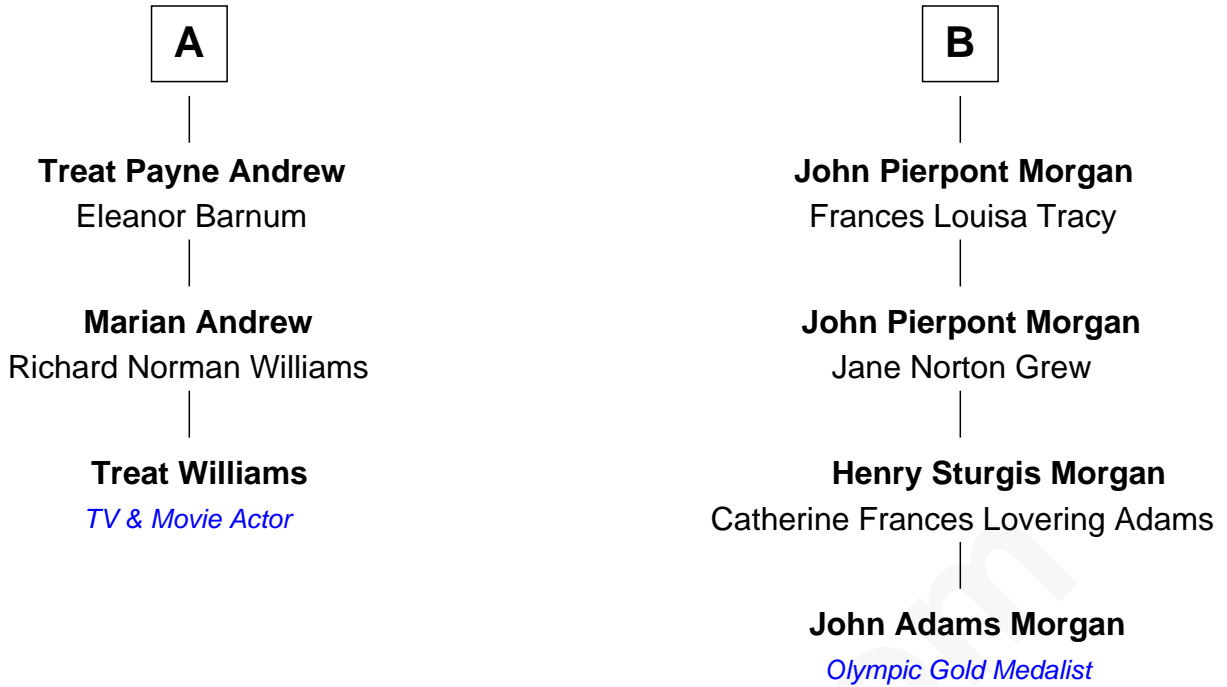 A
Treat Payne Andrew
Eleanor Barnum
Marian Andrew
Richard Norman Williams
Treat Williams
TV & Movie Actor
B
John Pierpont Morgan
Frances Louisa Tracy
John Pierpont Morgan
Jane Norton Grew
Henry Sturgis Morgan
Catherine Frances Lovering Adams
John Adams Morgan
Olympic Gold Medalist